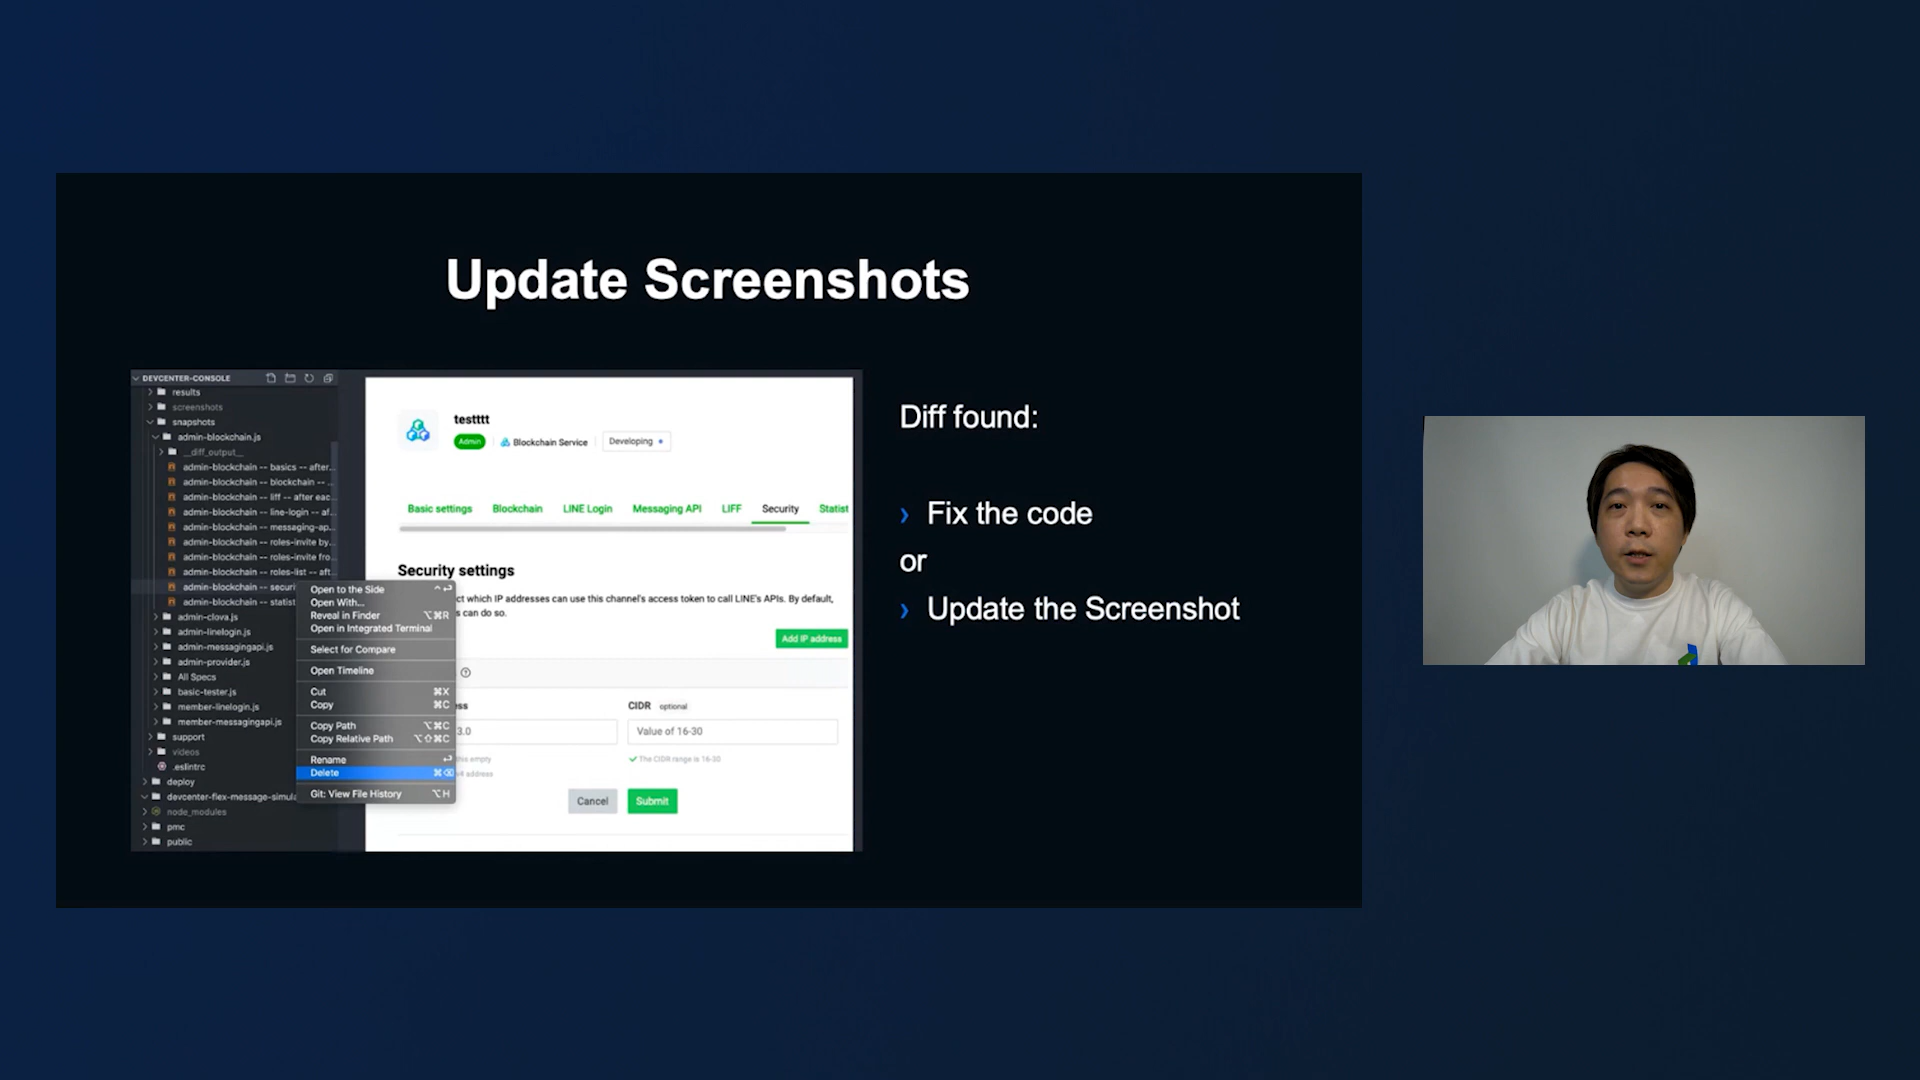 Update Screenshots
DEVCENTER-CONSOLE
results
screenshots
snapshots
admin-blockchain.js
__diff_output__
admin-blockchain -- basics -- after...
admin-blockchain -- blockchain -- ...
admin-blockchain -- liff -- after eac...
admin-blockchain -- line-login -- af...
admin-blockchain -- messaging-ap...
admin-blockchain -- roles-invite by...
admin-blockchain -- roles-invite fro...
admin-blockchain -- roles-list -- aft...
admin-blockchain -- securi
admin-blockchain -- statist
admin-clova.js
admin-linelogin.js
admin-messagingapi.js
admin-provider.js
All Specs
basic-tester.js
member-linelogin.js
member-messagingapi.js
support
videos
.eslintrc
deploy
devcenter-flex-message-simula
node_modules
pmc
public
Open to the Side ^⏎
Open With...
Reveal in Finder ⌥⌘R
Open in Integrated Terminal
Select for Compare
Open Timeline
Cut ⌘X
Copy ⌘C
Copy Path ⌥⌘C
Copy Relative Path ⌥⇧⌘C
Rename ⏎
Delete ⌘⌫
Git: View File History ⌥H
testttt
Admin Blockchain Service Developing
Basic settings Blockchain LINE Login Messaging API LIFF Security Statist
Security settings
ct which IP addresses can use this channel's access token to call LINE's APIs. By default,
s can do so.
Add IP address
ss CIDR optional
3.0 Value of 16-30
this empty The CIDR range is 16-30
v4 address
Cancel Submit
Diff found:
› Fix the code
or
› Update the Screenshot